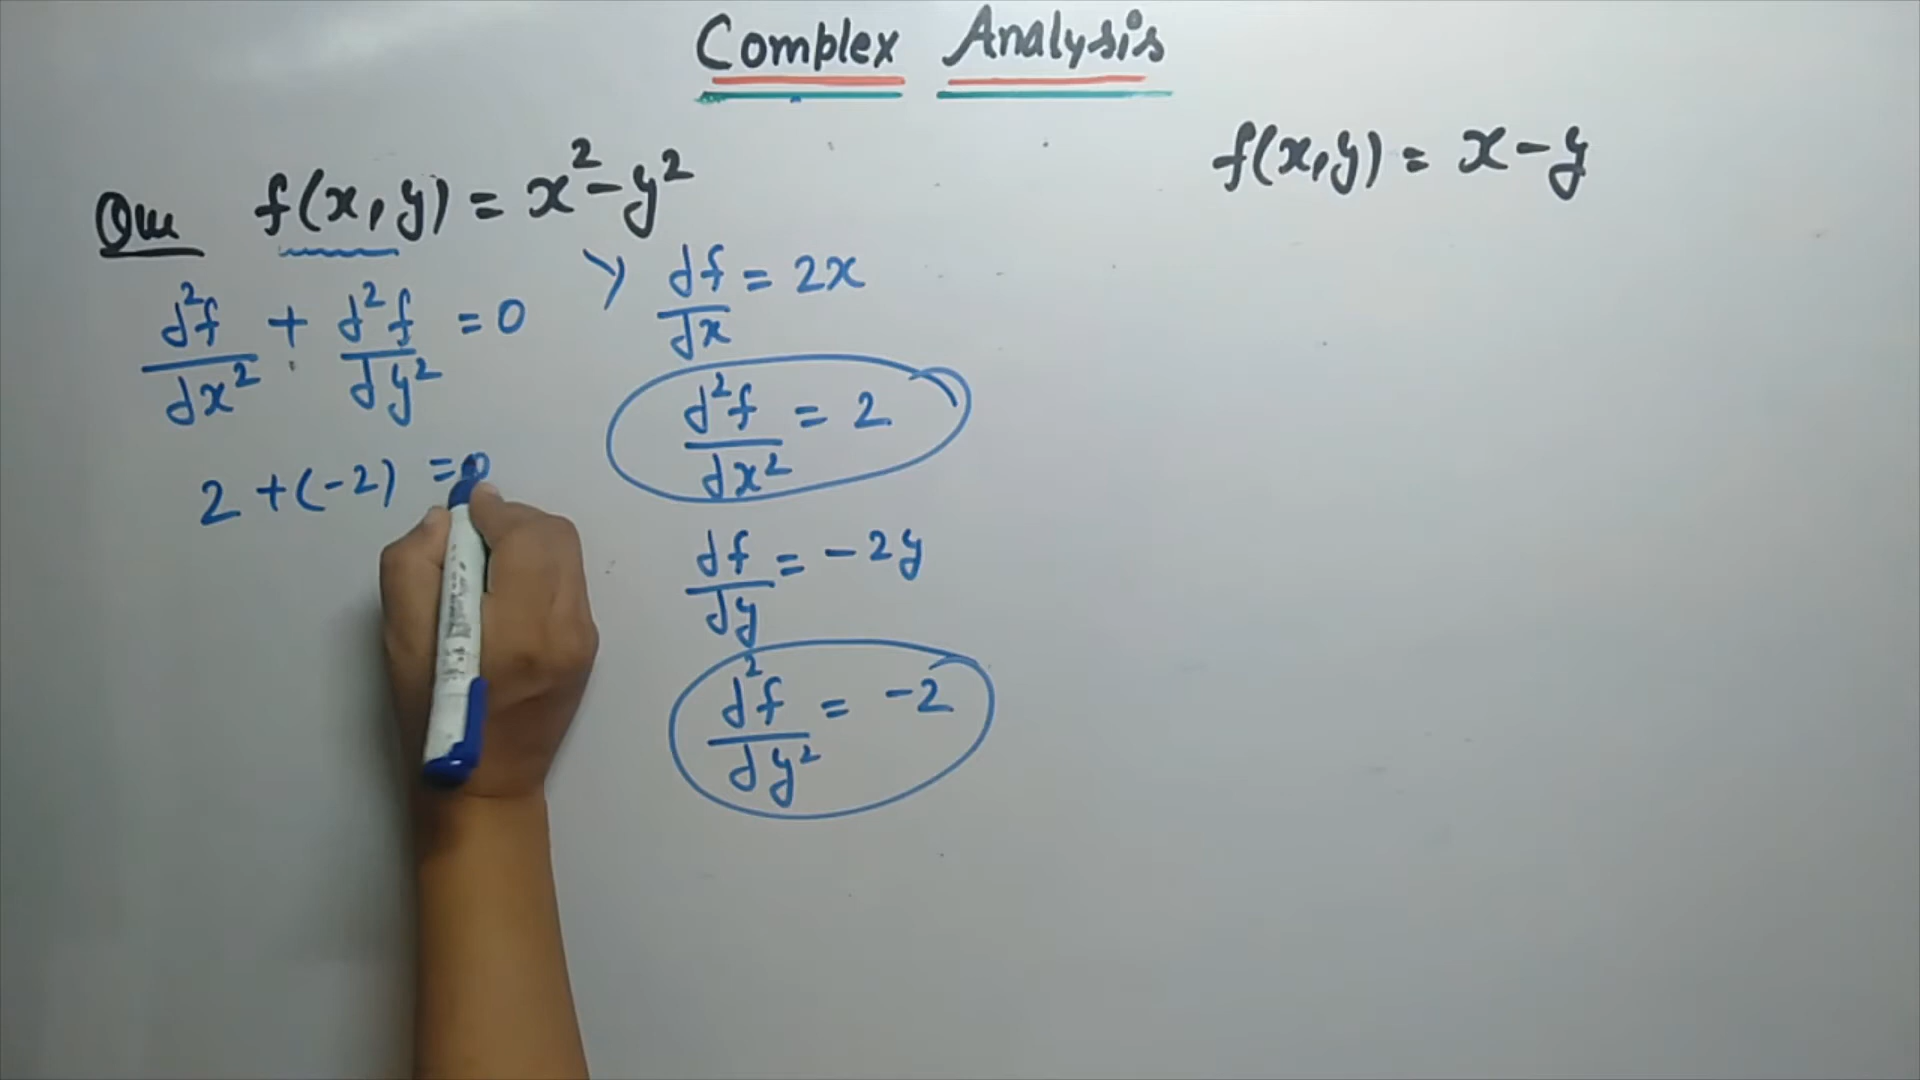 Complex Analysis
Que f(x,y) = x²-y²
d²f/dx² + d²f/dy² = 0
2 + (-2) = 0
df/dx = 2x
d²f/dx² = 2
df/dy = -2y
d²f/dy² = -2
f(x,y) = x-y